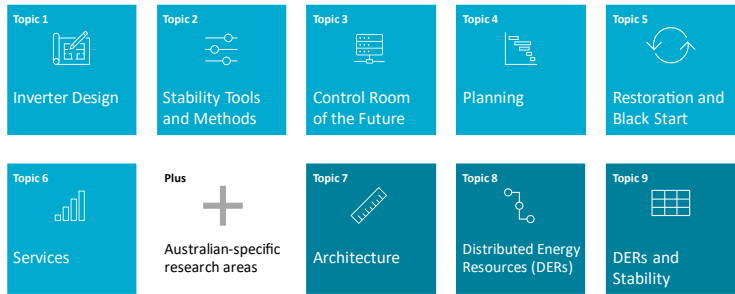 Topic 1
Inverter Design
Topic 2
Stability Tools
and Methods
Topic 3
Control Room
of the Future
Topic 4
Planning
Topic 5
Restoration and
Black Start
Topic 6
Services
Plus
Australian-specific
research areas
Topic 7
Architecture
Topic 8
Distributed Energy
Resources (DERs)
Topic 9
DERs and
Stability